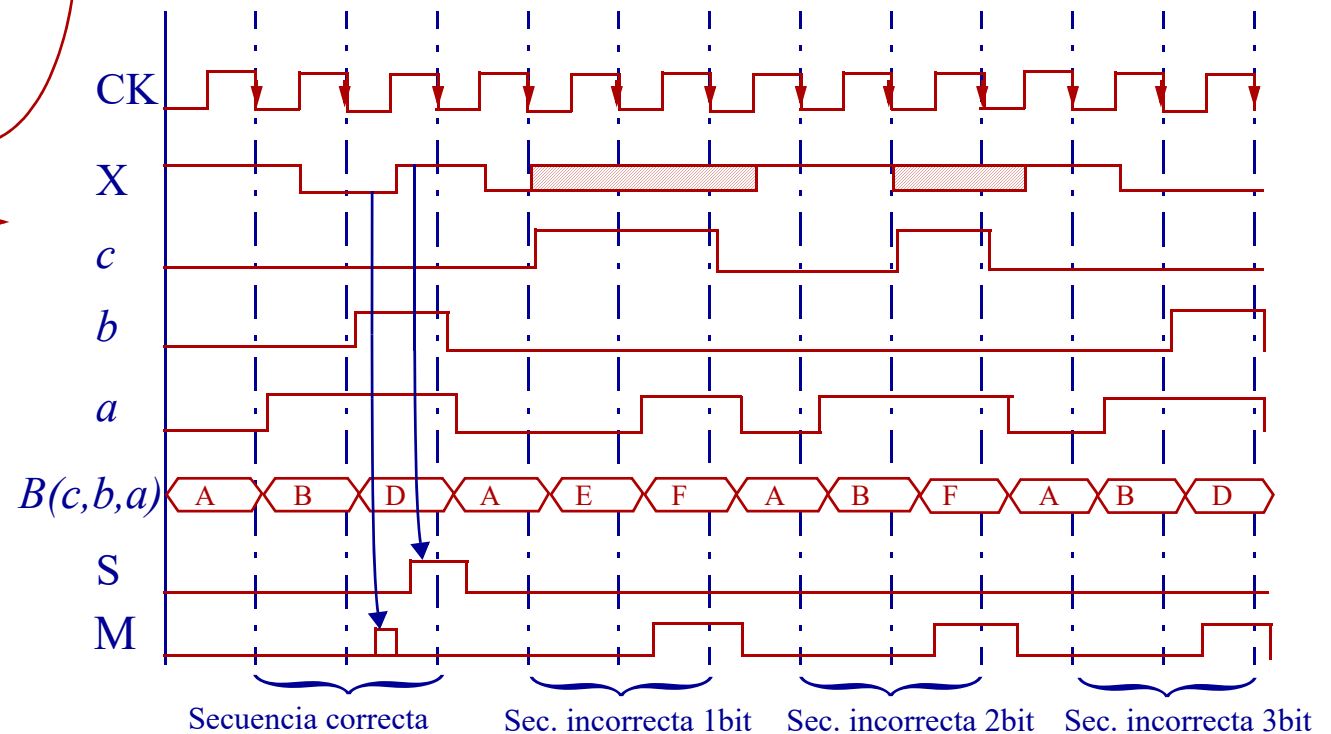 CK
X
c
b
a
B(c,b,a) A B D A E F A B F A B D
S
M
Secuencia correcta Sec. incorrecta 1bit Sec. incorrecta 2bit Sec. incorrecta 3bit